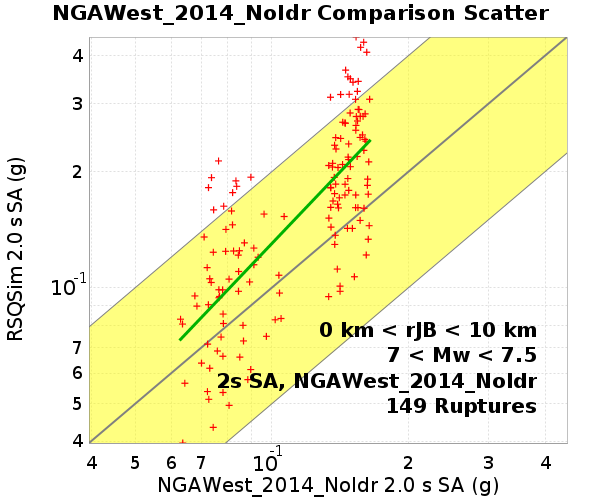 NGAWest_2014_NoIdr Comparison Scatter
RSQSim 2.0 s SA (g)
4
3
2
10^-1
7
6
5
4
0 km < rJB < 10 km
7 < Mw < 7.5
2s SA, NGAWest_2014_NoIdr
149 Ruptures
4 5 6 7 10^-1 2 3 4
NGAWest_2014_NoIdr 2.0 s SA (g)